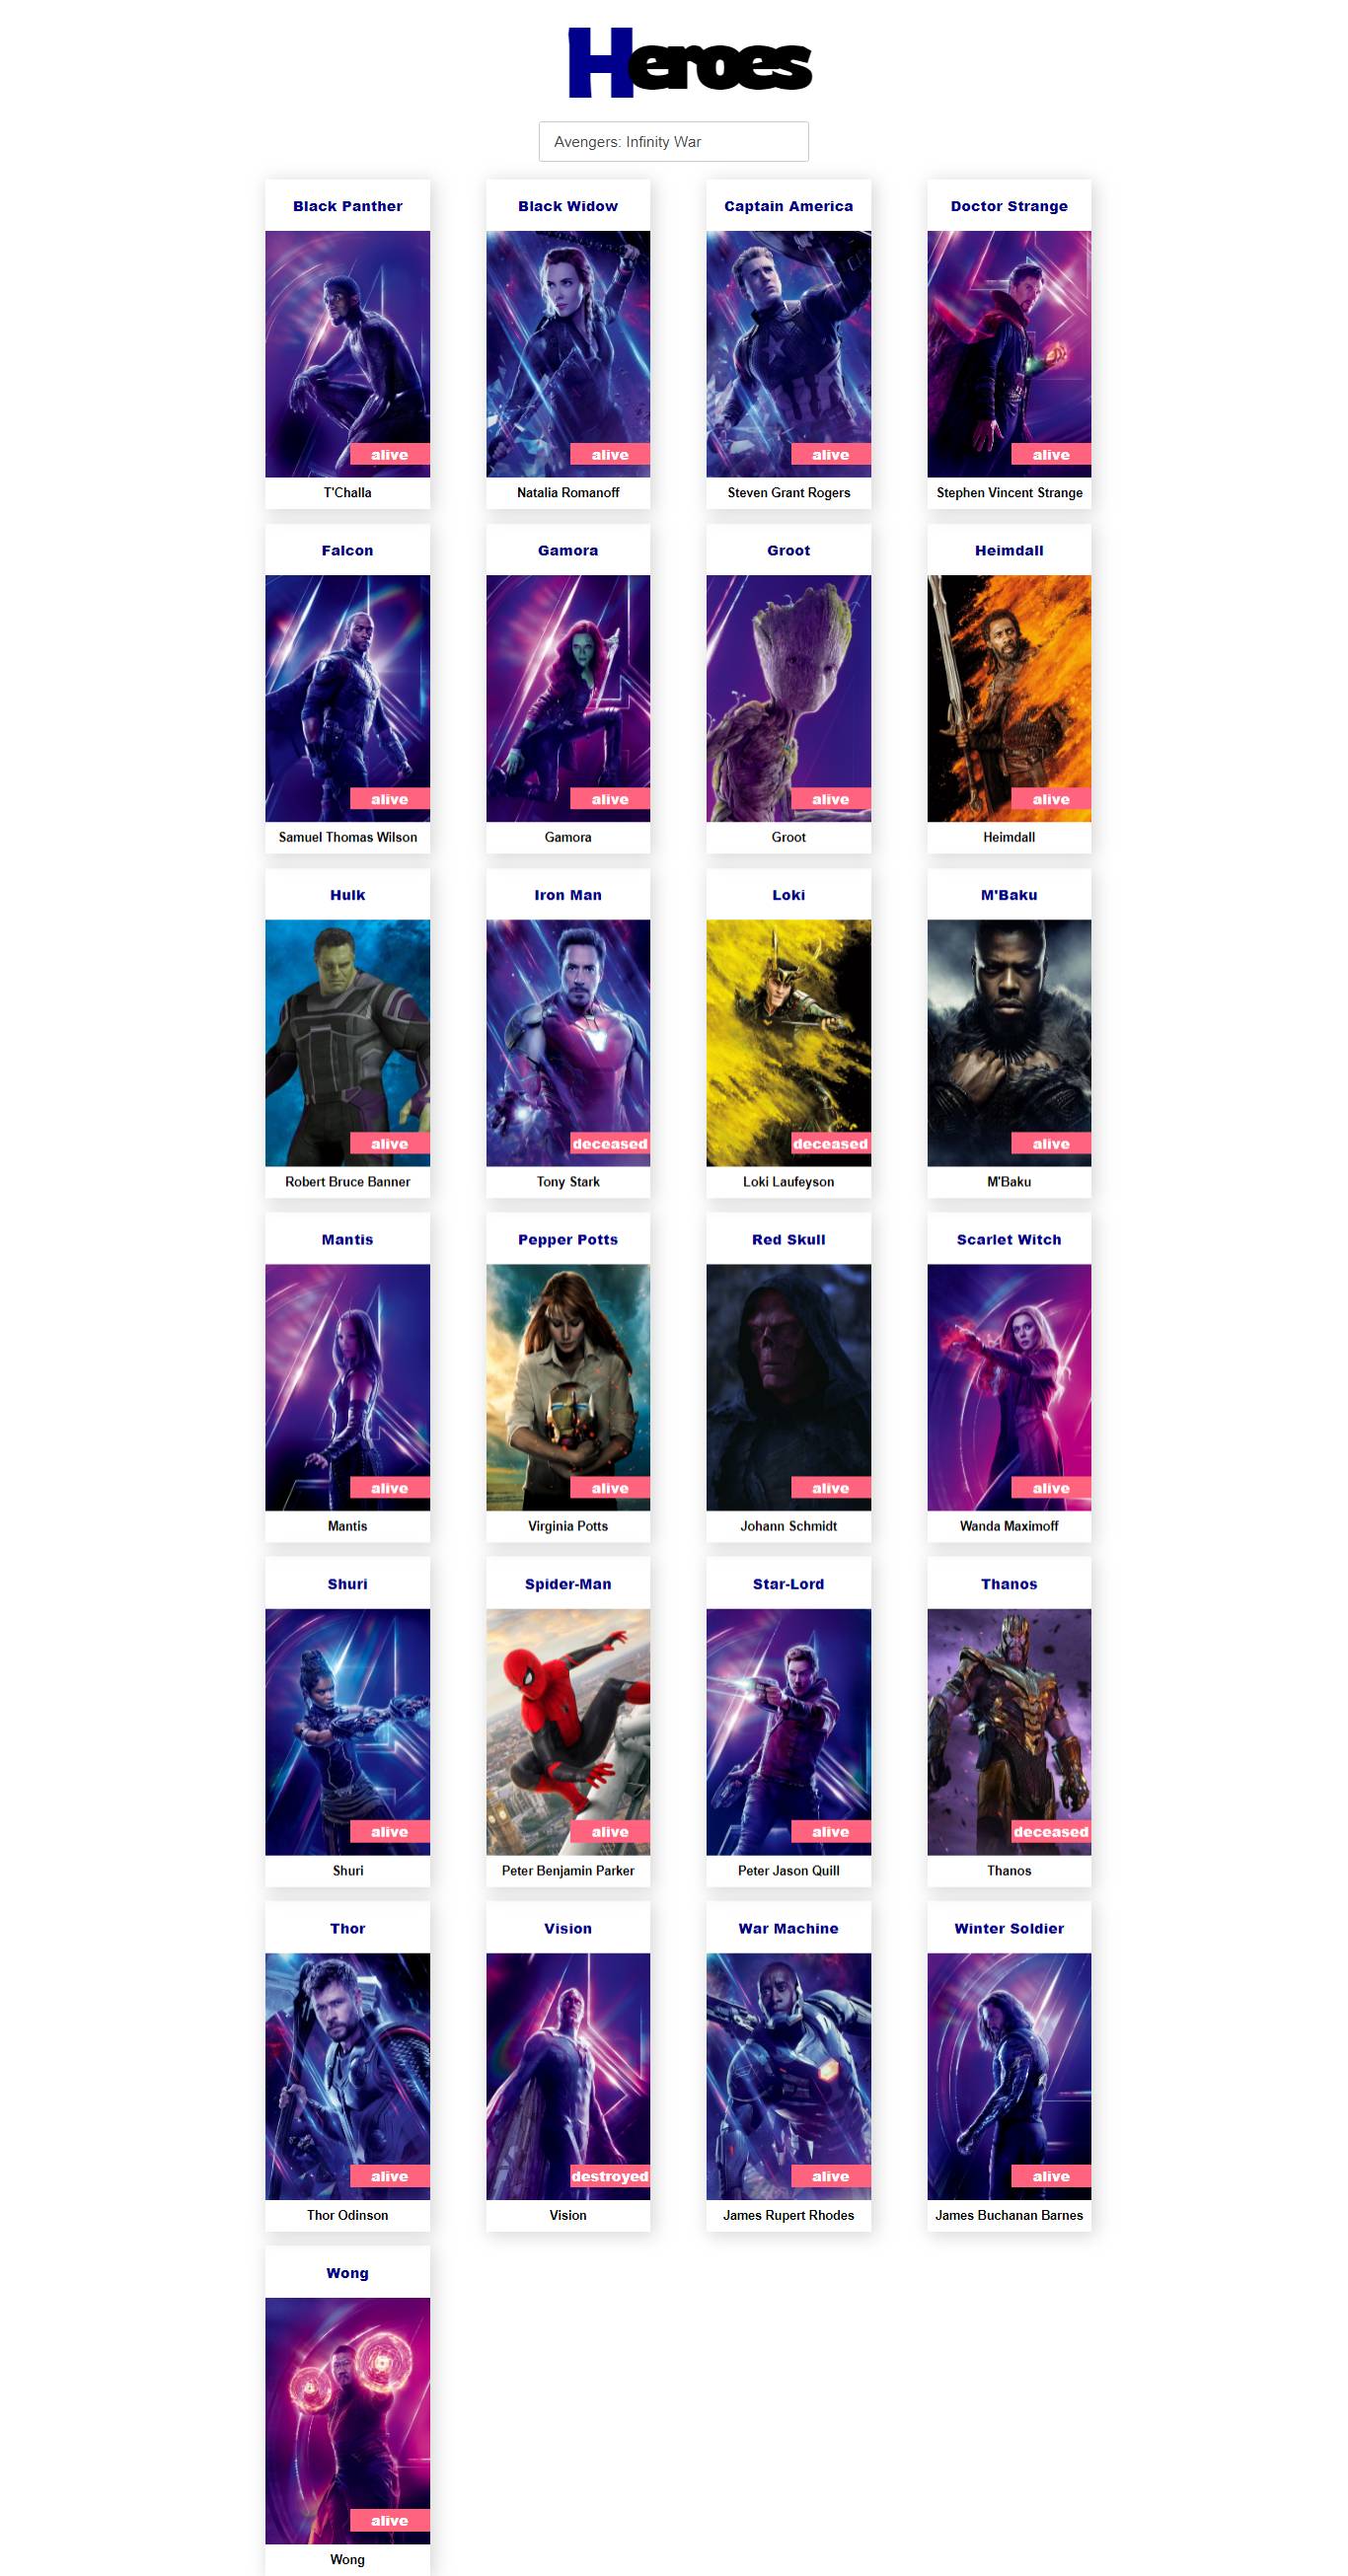 Heroes
Avengers: Infinity War
Black Panther
alive
T'Challa
Black Widow
alive
Natalia Romanoff
Captain America
alive
Steven Grant Rogers
Doctor Strange
alive
Stephen Vincent Strange
Falcon
alive
Samuel Thomas Wilson
Gamora
alive
Gamora
Groot
alive
Groot
Heimdall
alive
Heimdall
Hulk
alive
Robert Bruce Banner
Iron Man
deceased
Tony Stark
Loki
deceased
Loki Laufeyson
M'Baku
alive
M'Baku
Mantis
alive
Mantis
Pepper Potts
alive
Virginia Potts
Red Skull
alive
Johann Schmidt
Scarlet Witch
alive
Wanda Maximoff
Shuri
alive
Shuri
Spider-Man
alive
Peter Benjamin Parker
Star-Lord
alive
Peter Jason Quill
Thanos
deceased
Thanos
Thor
alive
Thor Odinson
Vision
destroyed
Vision
War Machine
alive
James Rupert Rhodes
Winter Soldier
alive
James Buchanan Barnes
Wong
alive
Wong